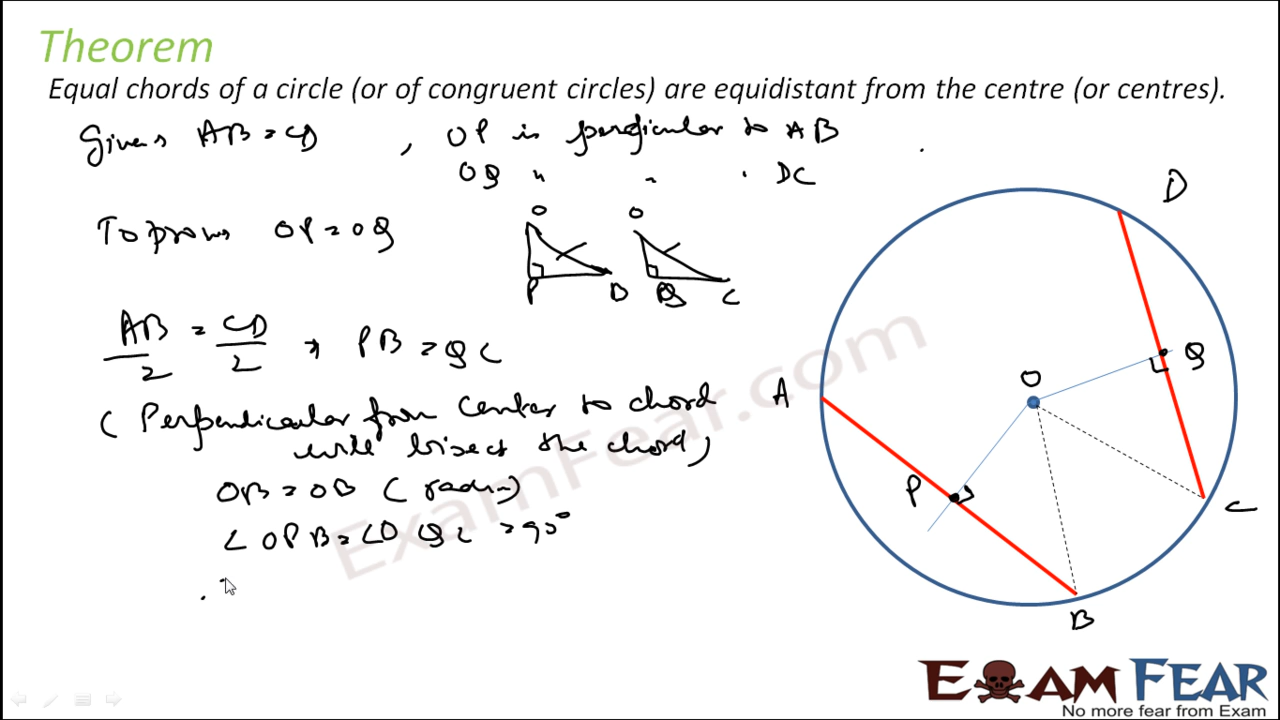 Theorem
Equal chords of a circle (or of congruent circles) are equidistant from the centre (or centres).
Given AB = CD , OP is perpendicular to AB
OQ " " " DC
To prove OP = OQ
O O
P B Q C
AB/2 = CD/2 ⇒ PB = QC
( Perpendicular from Center to chord
will bisect the chord )
OB = OB ( radius )
∠ OPB = ∠O QC = 90°
D
Q
O
A
P
C
B
ExamFear.com
EXAM FEAR
No more fear from Exam